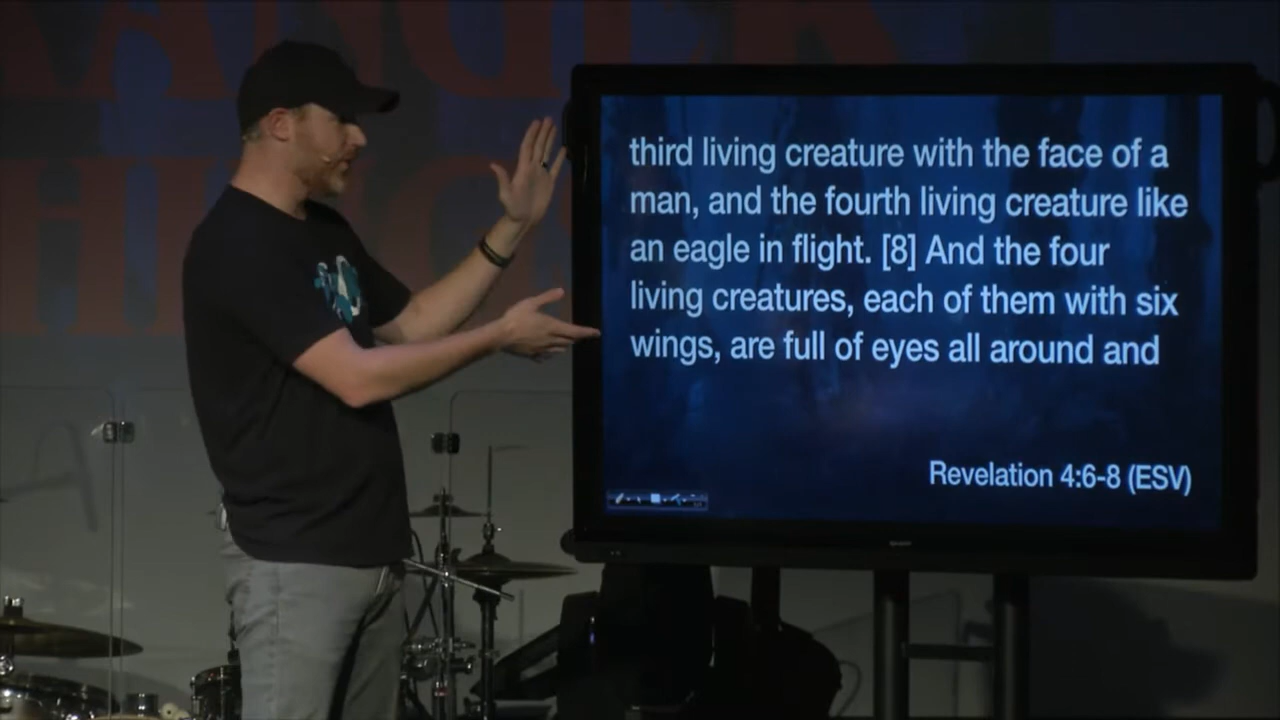 third living creature with the face of a
man, and the fourth living creature like
an eagle in flight. [8] And the four
living creatures, each of them with six
wings, are full of eyes all around and
Revelation 4:6-8 (ESV)